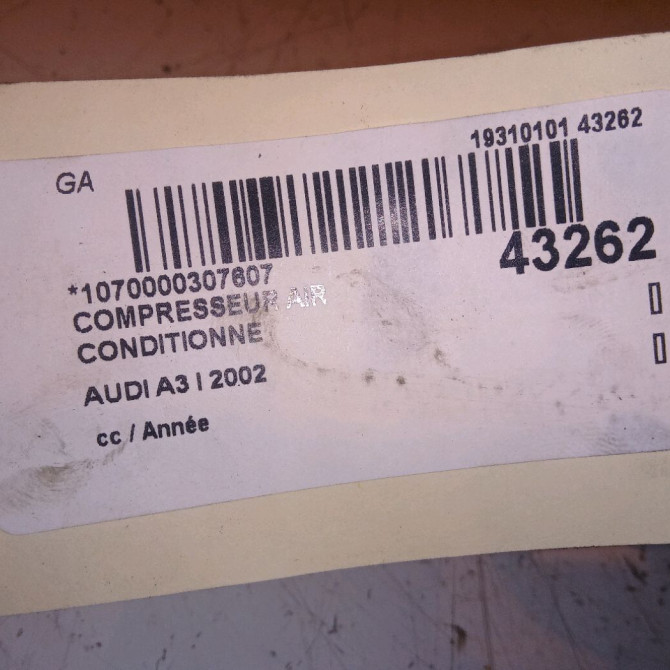 19310101 43262
GA
43262
*1070000307607
COMPRESSEUR AIR
CONDITIONNE
AUDI A3 I 2002
cc / Année